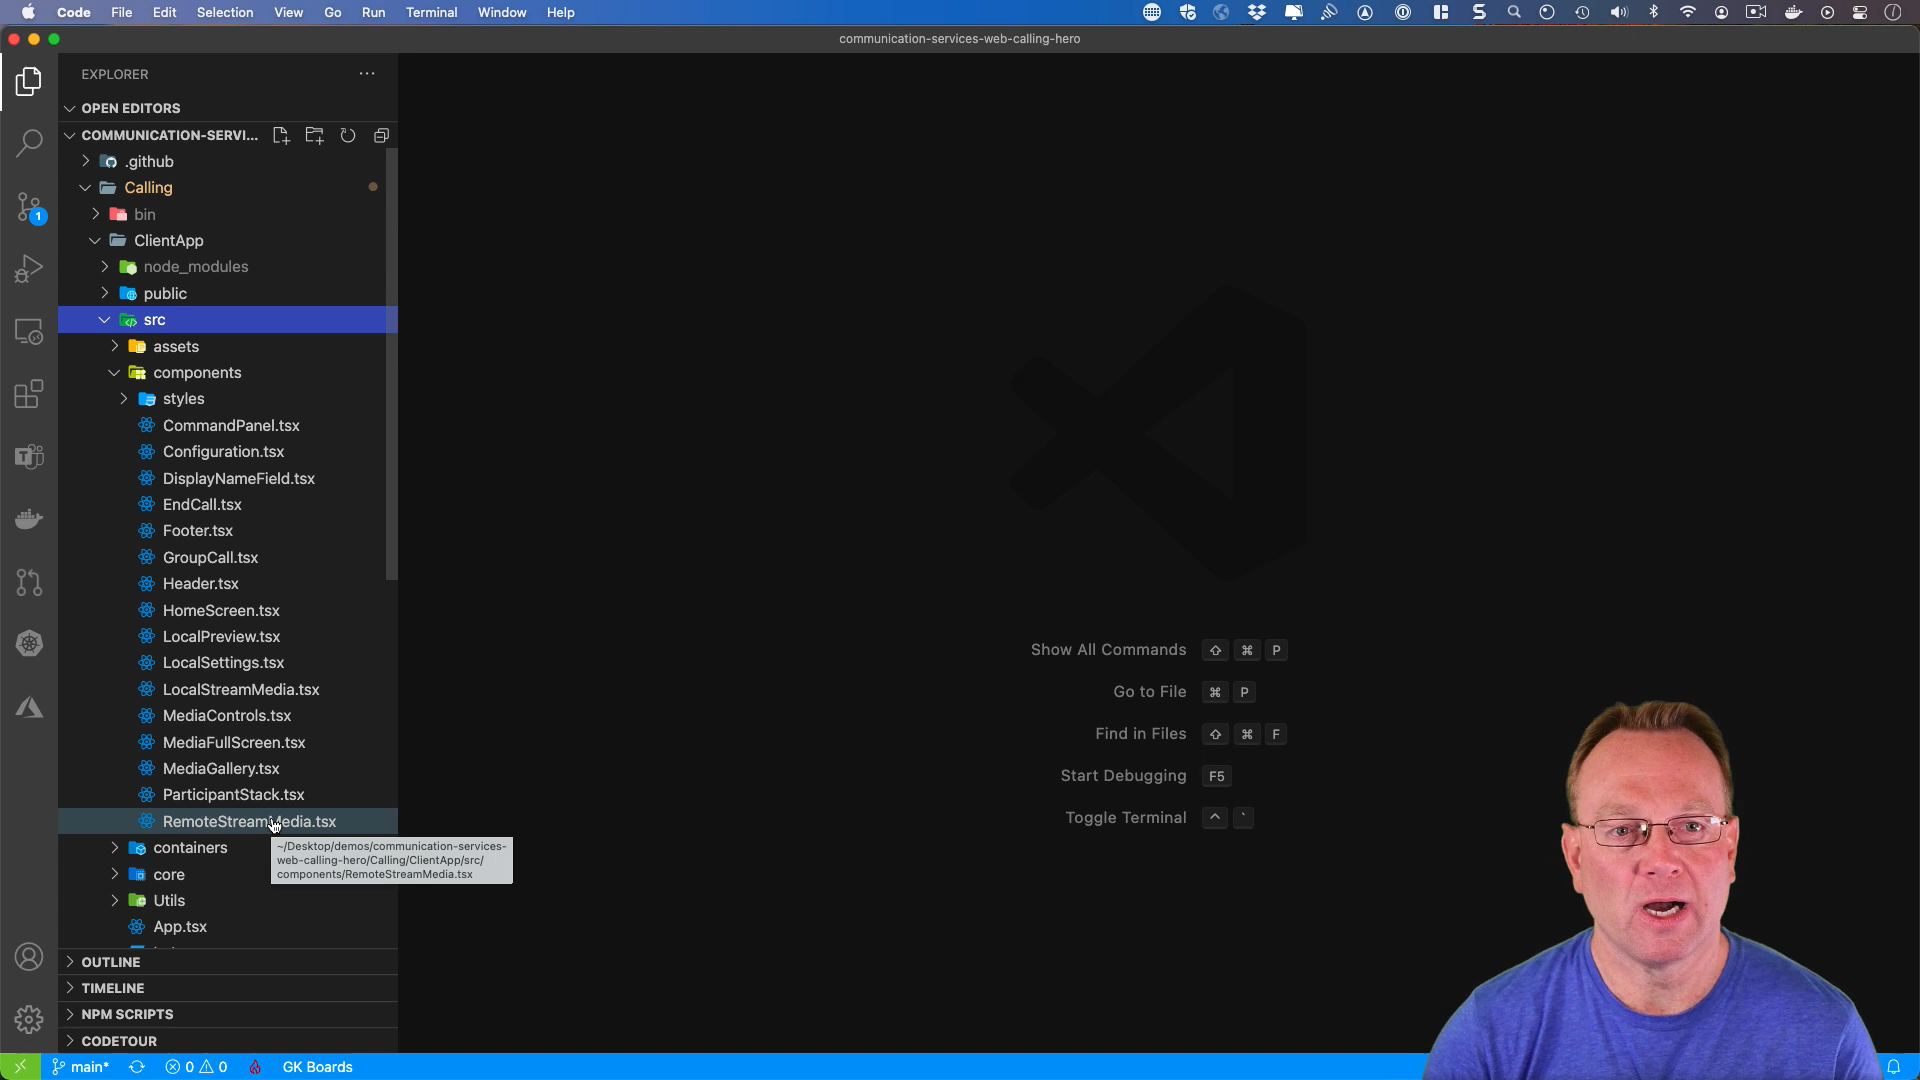 Code File Edit Selection View Go Run Terminal Window Help
communication-services-web-calling-hero
EXPLORER
OPEN EDITORS
COMMUNICATION-SERVI...
.github
Calling
bin
ClientApp
node_modules
public
src
assets
components
styles
CommandPanel.tsx
Configuration.tsx
DisplayNameField.tsx
EndCall.tsx
Footer.tsx
GroupCall.tsx
Header.tsx
HomeScreen.tsx
LocalPreview.tsx
LocalSettings.tsx
LocalStreamMedia.tsx
MediaControls.tsx
MediaFullScreen.tsx
MediaGallery.tsx
ParticipantStack.tsx
RemoteStreamMedia.tsx
containers
core
Utils
App.tsx
~/Desktop/demos/communication-services-
web-calling-hero/Calling/ClientApp/src/
components/RemoteStreamMedia.tsx
OUTLINE
TIMELINE
NPM SCRIPTS
CODETOUR
1
Show All Commands ⇧ ⌘ P
Go to File ⌘ P
Find in Files ⇧ ⌘ F
Start Debugging F5
Toggle Terminal ^ `
main* 0 0 GK Boards